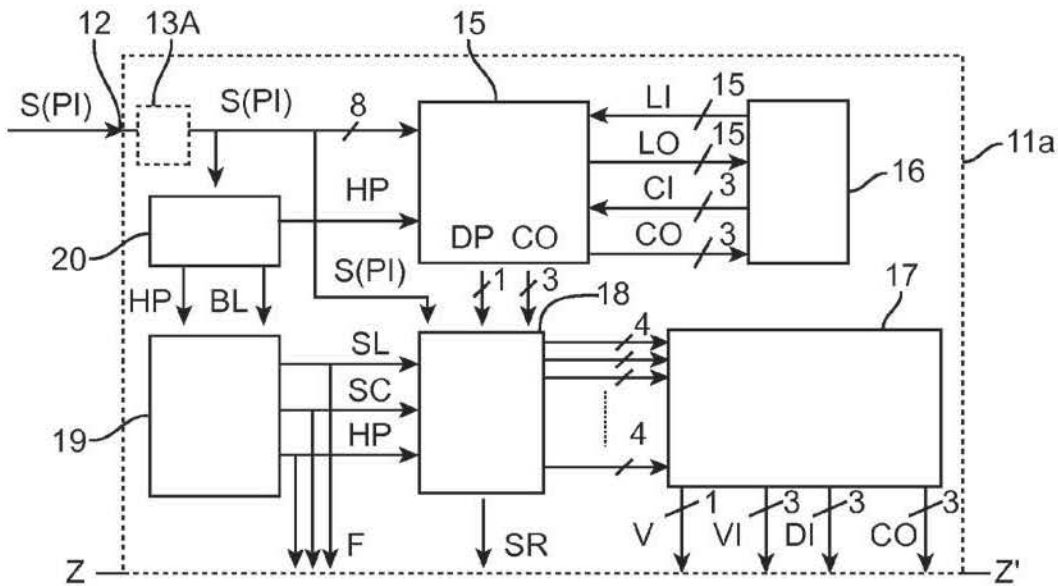 12 13A 15
S(PI) S(PI) 8 LI 15
LO 15 11a
HP CI 3 16
20 DP CO CO 3
S(PI) 1 3
HP BL 18 17
SL 4
SC
19 HP 4
1 3 3 3
F SR V VI DI CO
Z Z'